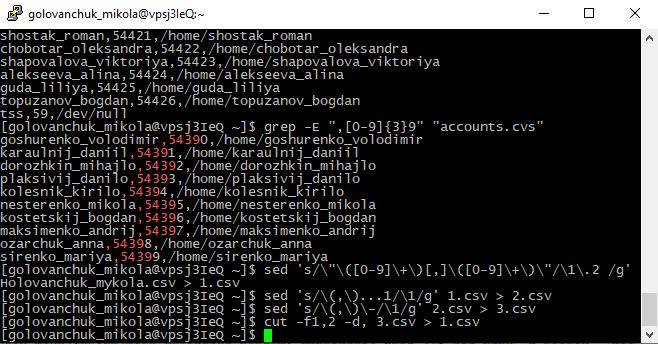 golovanchuk_mikola@vpsj3IeQ:~
shostak_roman,54421,/home/shostak_roman
chobotar_oleksandra,54422,/home/chobotar_oleksandra
shapovalova_viktoriya,54423,/home/shapovalova_viktoriya
alekseeva_alina,54424,/home/alekseeva_alina
guda_liliya,54425,/home/guda_liliya
topuzanov_bogdan,54426,/home/topuzanov_bogdan
tss,59,/dev/null
[golovanchuk_mikola@vpsj3IeQ ~]$ grep -E ",[0-9]{3}9" "accounts.cvs"
goshurenko_volodimir,54390,/home/goshurenko_volodimir
karaulnij_daniil,54391,/home/karaulnij_daniil
dorozhkin_mihajlo,54392,/home/dorozhkin_mihajlo
plaksivij_danilo,54393,/home/plaksivij_danilo
kolesnik_kirilo,54394,/home/kolesnik_kirilo
nesterenko_mikola,54395,/home/nesterenko_mikola
kostetskij_bogdan,54396,/home/kostetskij_bogdan
maksimenko_andrij,54397,/home/maksimenko_andrij
ozarchuk_anna,54398,/home/ozarchuk_anna
sirenko_mariya,54399,/home/sirenko_mariya
[golovanchuk_mikola@vpsj3IeQ ~]$ sed 's/\"\([0-9]\+\)[,]\([0-9]\+\)\"/\1\.2 /g'
Holovanchuk_mykola.csv > 1.csv
[golovanchuk_mikola@vpsj3IeQ ~]$ sed 's/\(,\)...1/\1/g' 1.csv > 2.csv
[golovanchuk_mikola@vpsj3IeQ ~]$ sed 's/\(,\)\-/\1/g' 2.csv > 3.csv
[golovanchuk_mikola@vpsj3IeQ ~]$ cut -f1,2 -d, 3.csv > 1.csv
[golovanchuk_mikola@vpsj3IeQ ~]$